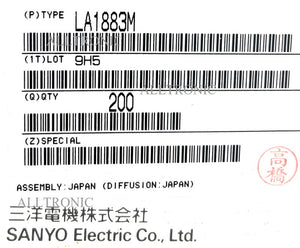 (P)TYPE LA1883M
(1T)LOT 9H5
ALLTRONIC
(Q)QTY 200
(Z)SPECIAL
高橋
ASSEMBLY:JAPAN (DIFFUSION:JAPAN)
ALLTRONIC
三洋電機株式会社
SANYO Electric Co., Ltd.